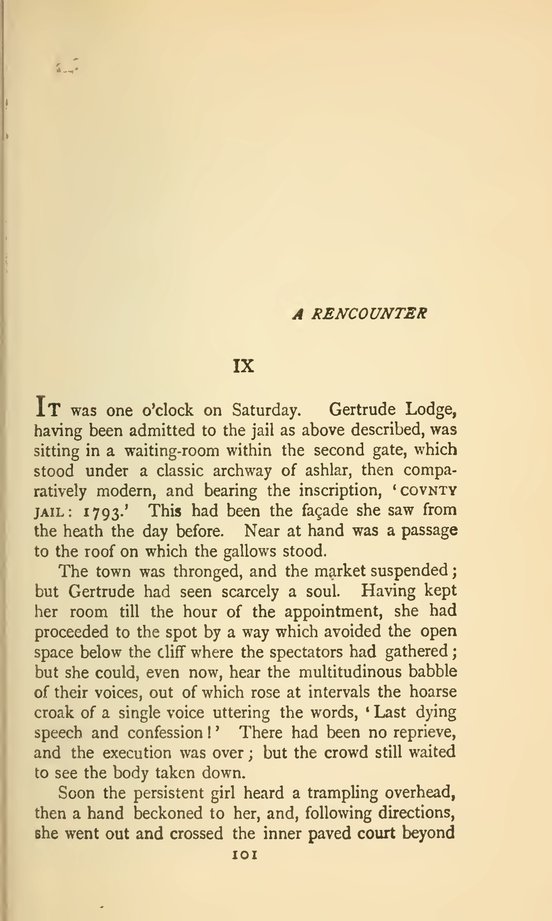 A RENCOUNTER
IX
IT was one o'clock on Saturday. Gertrude Lodge,
having been admitted to the jail as above described, was
sitting in a waiting-room within the second gate, which
stood under a classic archway of ashlar, then compa-
ratively modern, and bearing the inscription, ‘COVNTY
JAIL: 1793.’ This had been the façade she saw from
the heath the day before. Near at hand was a passage
to the roof on which the gallows stood.
The town was thronged, and the market suspended;
but Gertrude had seen scarcely a soul. Having kept
her room till the hour of the appointment, she had
proceeded to the spot by a way which avoided the open
space below the cliff where the spectators had gathered;
but she could, even now, hear the multitudinous babble
of their voices, out of which rose at intervals the hoarse
croak of a single voice uttering the words, ‘Last dying
speech and confession!’ There had been no reprieve,
and the execution was over; but the crowd still waited
to see the body taken down.
Soon the persistent girl heard a trampling overhead,
then a hand beckoned to her, and, following directions,
she went out and crossed the inner paved court beyond
101